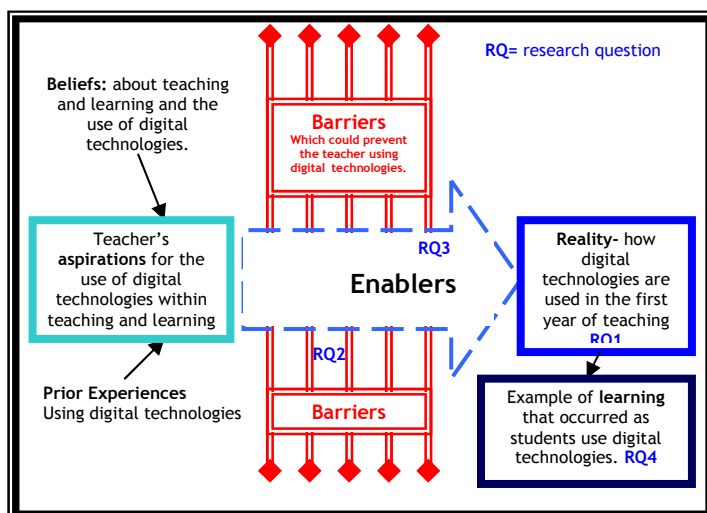 RQ= research question
Beliefs: about teaching
and learning and the
use of digital
technologies.
Barriers
Which could prevent
the teacher using
digital technologies.
Teacher's
aspirations for the
use of digital
technologies within
teaching and learning
RQ3
Enablers
RQ2
Reality- how
digital
technologies are
used in the first
year of teaching
RQ1
Prior Experiences
Using digital technologies
Barriers
Example of learning
that occurred as
students use digital
technologies. RQ4